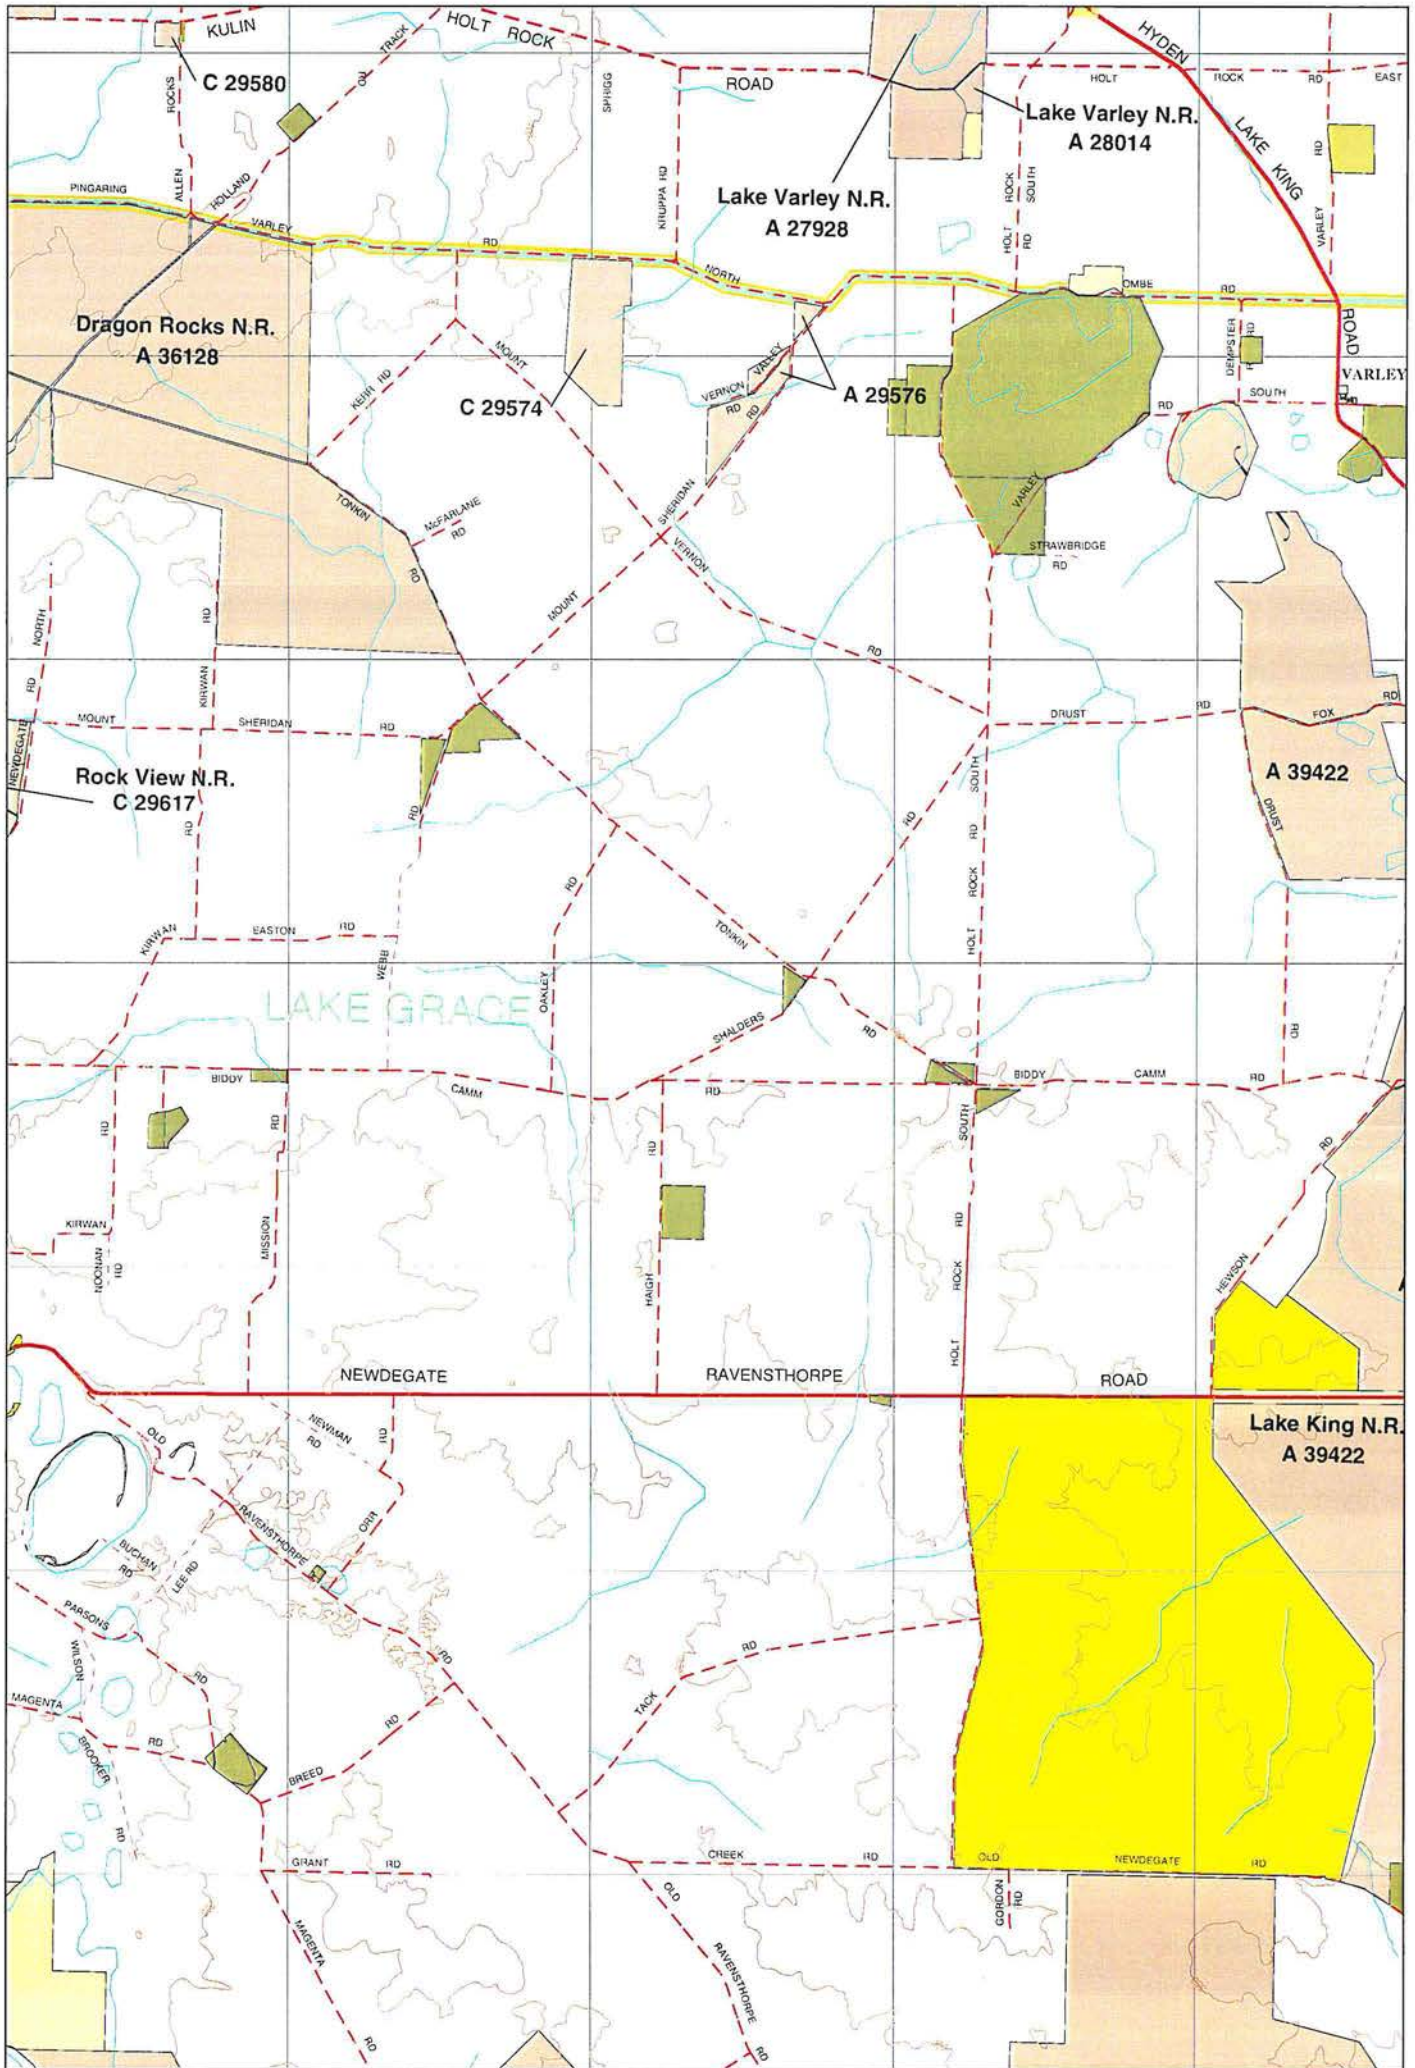 KULIN
HOLT ROCK
ROAD
HYDEN
LAKE KING
ROAD
HOLT
ROCK
RD
EAST
C 29580
ROCKS
ALLEN
TRACK
RD
HOLLAND
SPRIGG
KRUPPA RD
Lake Varley N.R.
A 28014
Lake Varley N.R.
A 27928
HOLT ROCK
RD SOUTH
RD
VARLEY
PINGARING
VARLEY
RD
NORTH
OMBE
RD
Dragon Rocks N.R.
A 36128
KERR RD
MOUNT
C 29574
VERNON
VALLEY
RD
RD
A 29576
DEMPSTER
RD
VARLEY
SOUTH
RD
SHERIDAN
VARLEY
TONKIN
McFARLANE
RD
RD
VERNON
STRAWBRIDGE
RD
NORTH
RD
RD
KIRWAN
MOUNT
RD
DRUST
RD
FOX
RD
MOUNT
SHERIDAN
RD
NEWDEGATE
Rock View N.R.
C 29617
RD
RD
SOUTH
RD
ROCK
HOLT
RD
A 39422
DRUST
RD
KIRWAN
EASTON
RD
WEBB
OAKLEY
TONKIN
LAKE GRACE
SHALDERS
RD
RD
BIDDY
CAMM
RD
BIDDY
CAMM
RD
RD
RD
RD
SOUTH
RD
KIRWAN
NOONAN
RD
MISSION
HAIGH
RD
ROCK
HOLT
HEWSON
NEWDEGATE
RAVENSTHORPE
ROAD
Lake King N.R.
A 39422
OLD
NEWMAN
RD
RD
ORR
RAVENSTHORPE
BUCHAN
RD
LEE RD
PARSONS
WILSON
RD
RD
TACK
RD
MAGENTA
RD
BROOKER
RD
RD
BREED
GRANT
RD
CREEK
RD
OLD
NEWDEGATE
RD
OLD
GORDON
RD
MAGENTA
RD
RAVENSTHORPE
RD